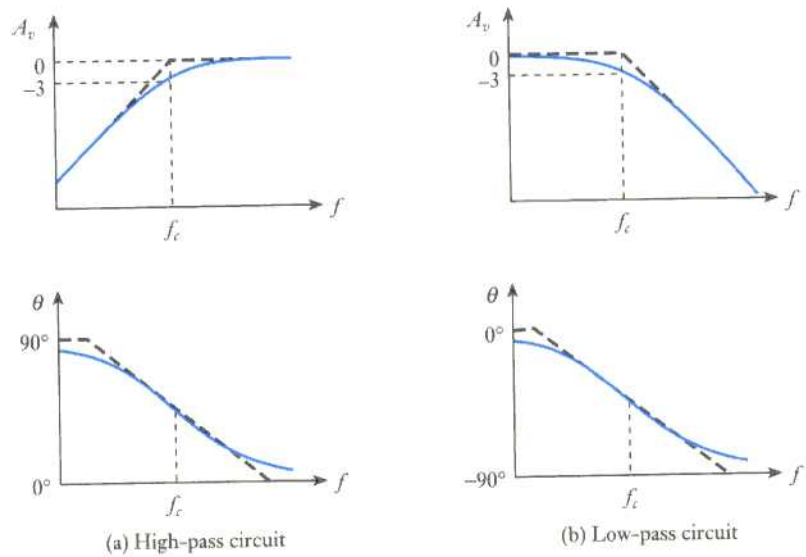 A_v
0
−3
f
f_c
A_v
0
−3
f
f_c
θ
90°
0°
f
f_c
(a) High-pass circuit
θ
0°
−90°
f
f_c
(b) Low-pass circuit